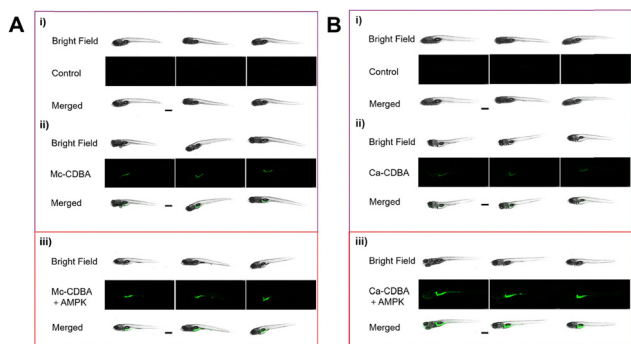 A
i)
Bright Field
Control
Merged
ii)
Bright Field
Mc-CDBA
Merged
iii)
Bright Field
Mc-CDBA
+ AMPK
Merged
B
i)
Bright Field
Control
Merged
ii)
Bright Field
Ca-CDBA
Merged
iii)
Bright Field
Ca-CDBA
+ AMPK
Merged